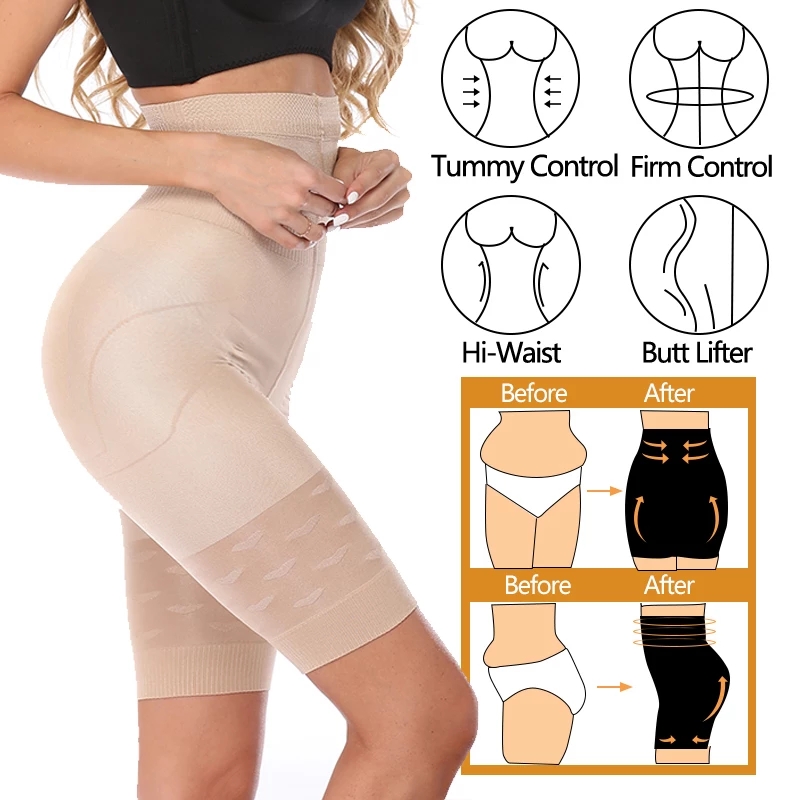 Tummy Control
Firm Control
Hi-Waist
Butt Lifter
Before
After
Before
After